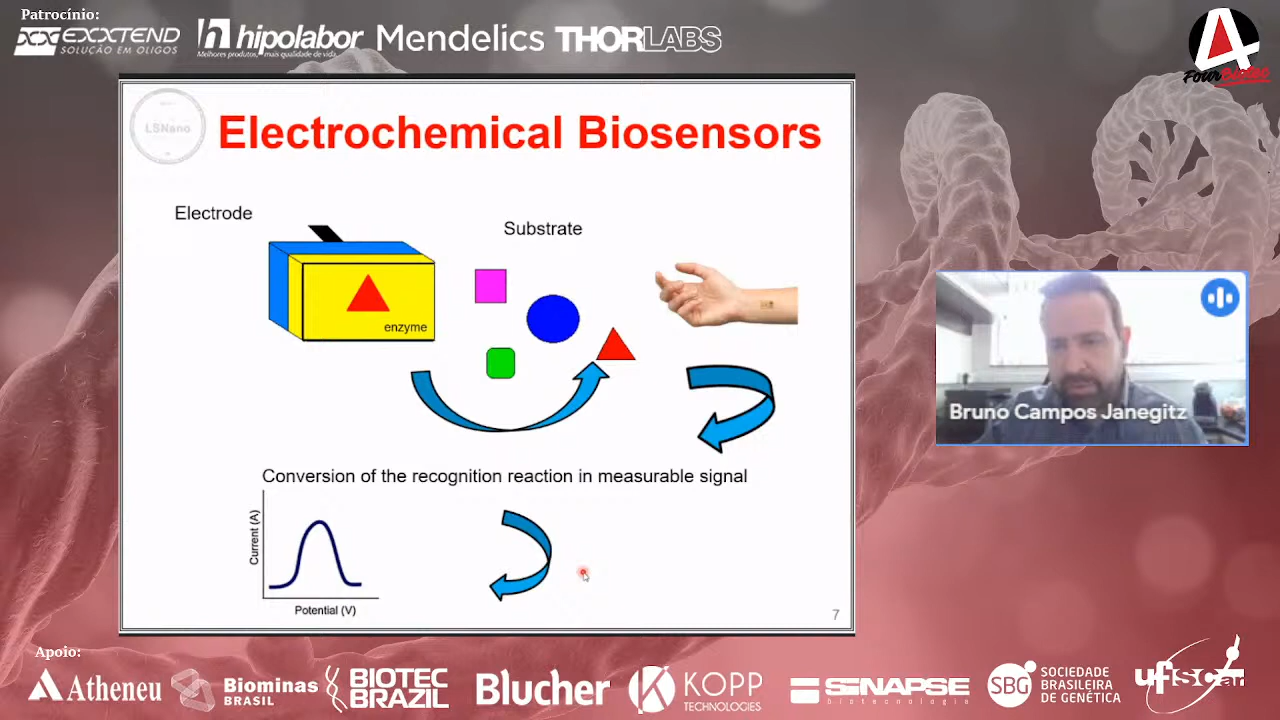 Patrocínio:
EXXTEND
SOLUÇÃO EM OLIGOS
hipolabor
Melhores produtos, mais qualidade de vida.
Mendelics
THORLABS
FourBiotec
LSNano
Electrochemical Biosensors
Electrode
Substrate
enzyme
Conversion of the recognition reaction in measurable signal
Current (A)
Potential (V)
7
Bruno Campos Janegitz
Apoio:
Atheneu
Biominas
BRASIL
BIOTEC
BRAZIL
Blucher
KOPP
TECHNOLOGIES
SiNAPSE
biotecnologia
SBG
SOCIEDADE
BRASILEIRA
DE GENÉTICA
ufscar